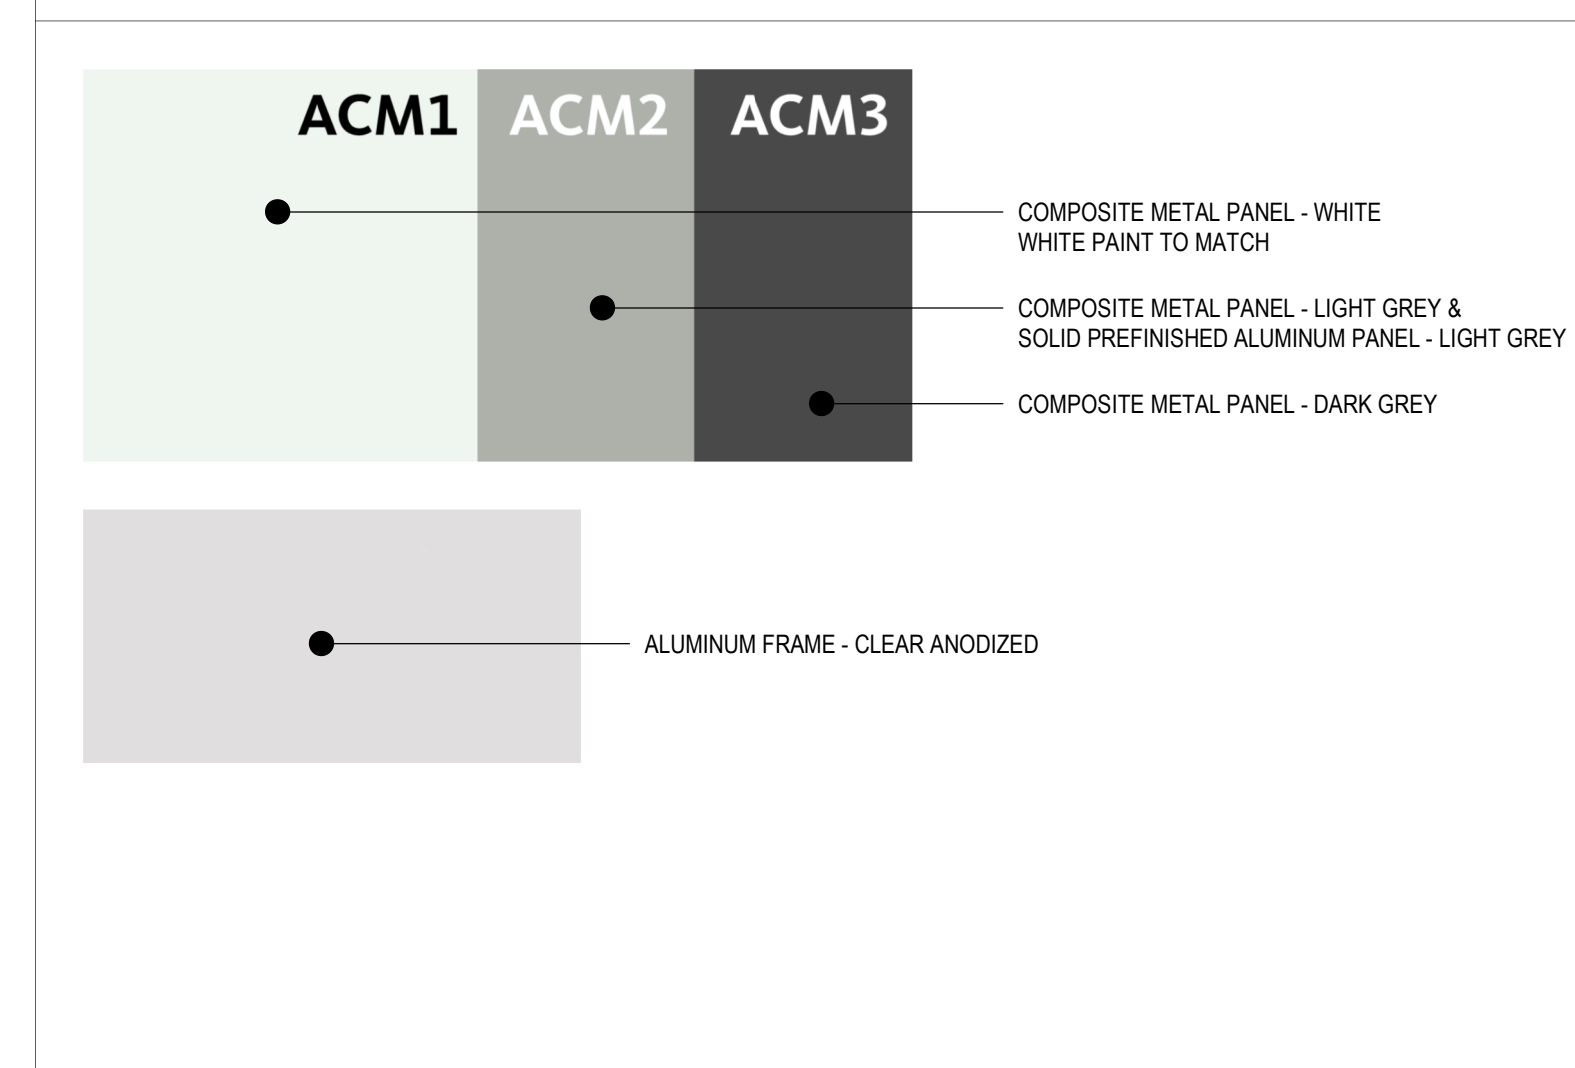 ACM1 ACM2 ACM3
COMPOSITE METAL PANEL - WHITE
WHITE PAINT TO MATCH
COMPOSITE METAL PANEL - LIGHT GREY &
SOLID PREFINISHED ALUMINUM PANEL - LIGHT GREY
COMPOSITE METAL PANEL - DARK GREY
ALUMINUM FRAME - CLEAR ANODIZED